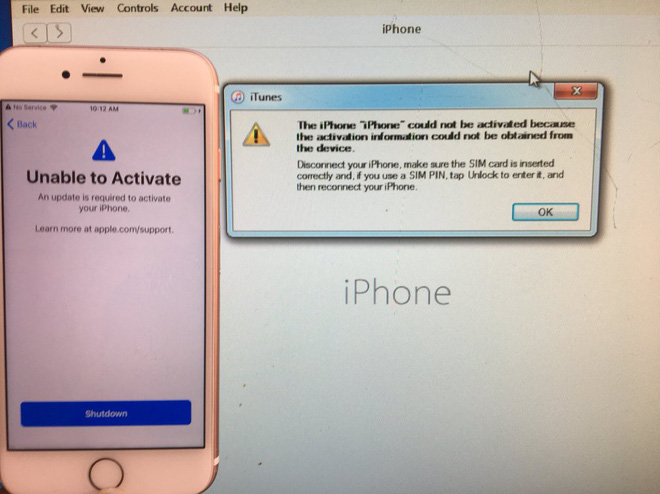 File Edit View Controls Account Help
iPhone
No Service
10:12 AM
Back
Unable to Activate
An update is required to activate
your iPhone.
Learn more at apple.com/support.
Shutdown
iTunes
The iPhone "iPhone" could not be activated because
the activation information could not be obtained from
the device.
Disconnect your iPhone, make sure the SIM card is inserted
correctly and, if you use a SIM PIN, tap Unlock to enter it, and
then reconnect your iPhone.
OK
iPhone